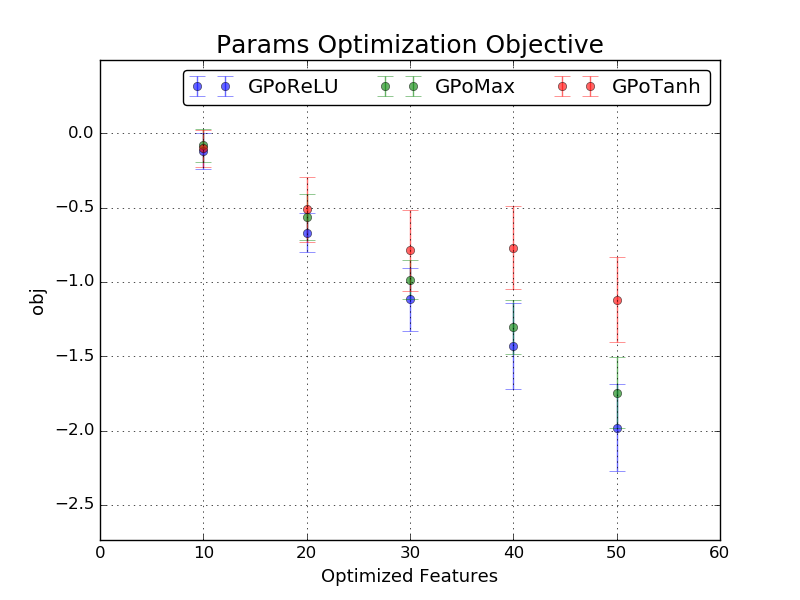 Params Optimization Objective
GPoReLU GPoMax GPoTanh
0.0
−0.5
−1.0
−1.5
−2.0
−2.5
obj
0 10 20 30 40 50 60
Optimized Features